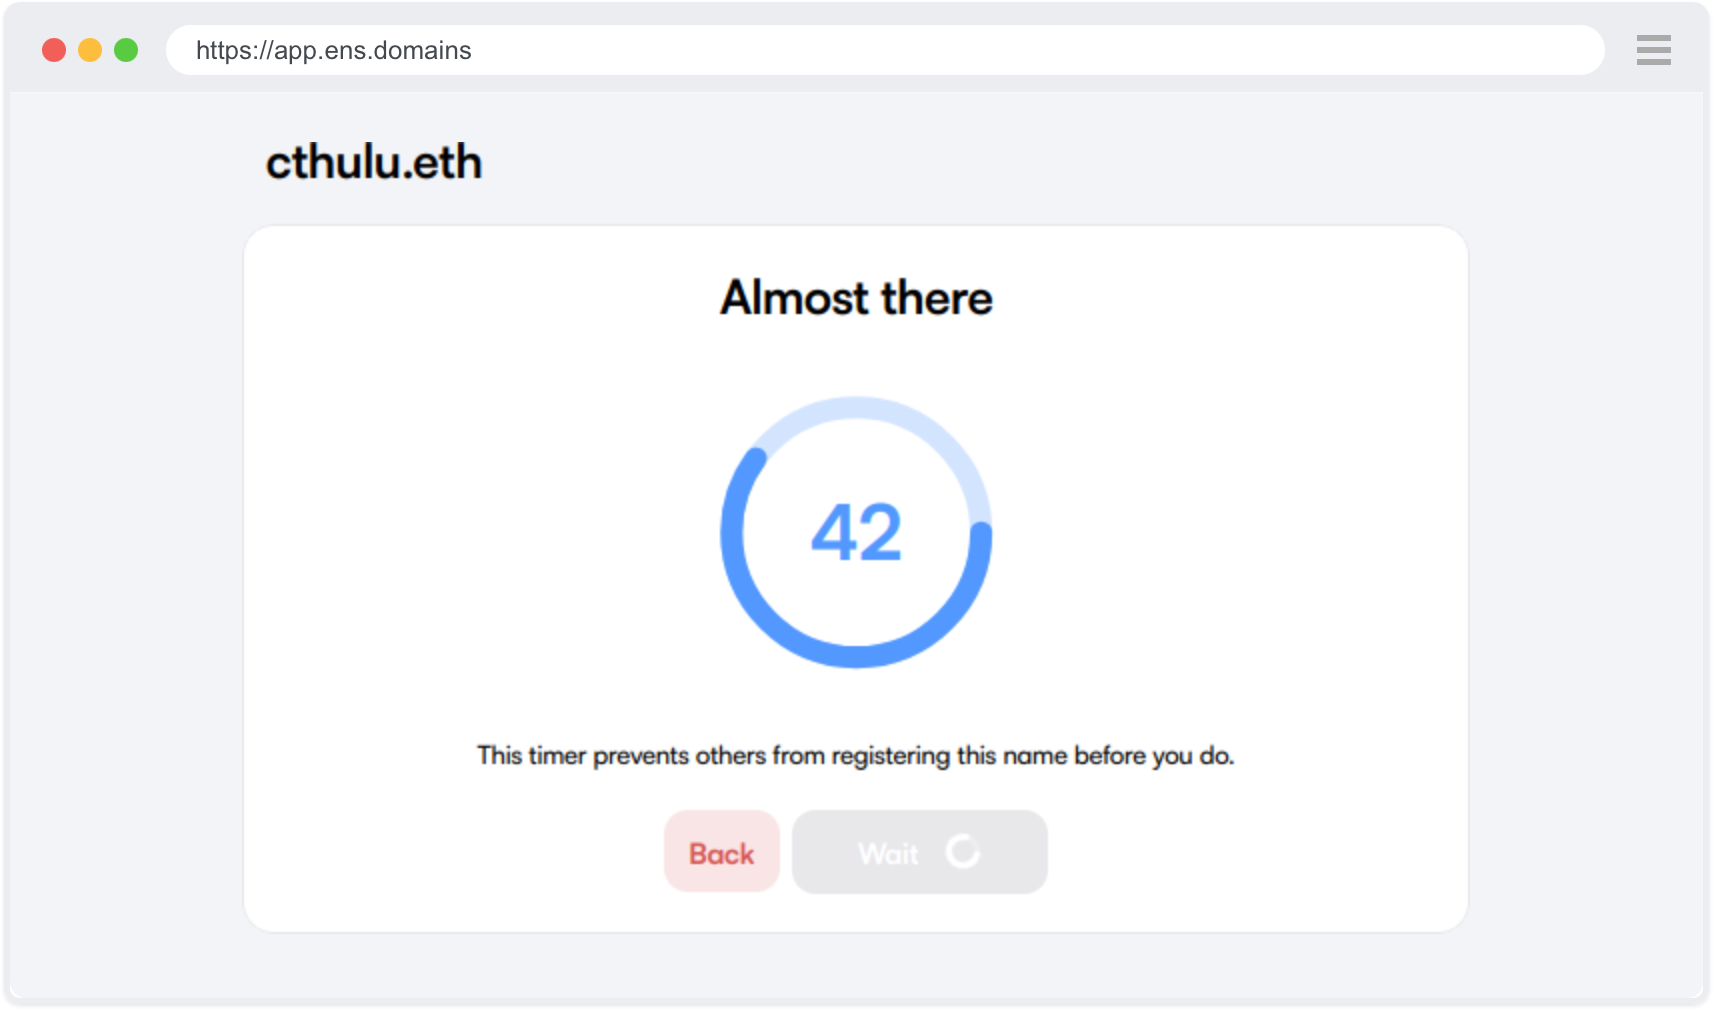 https://app.ens.domains
cthulu.eth
Almost there
42
This timer prevents others from registering this name before you do.
Back
Wait